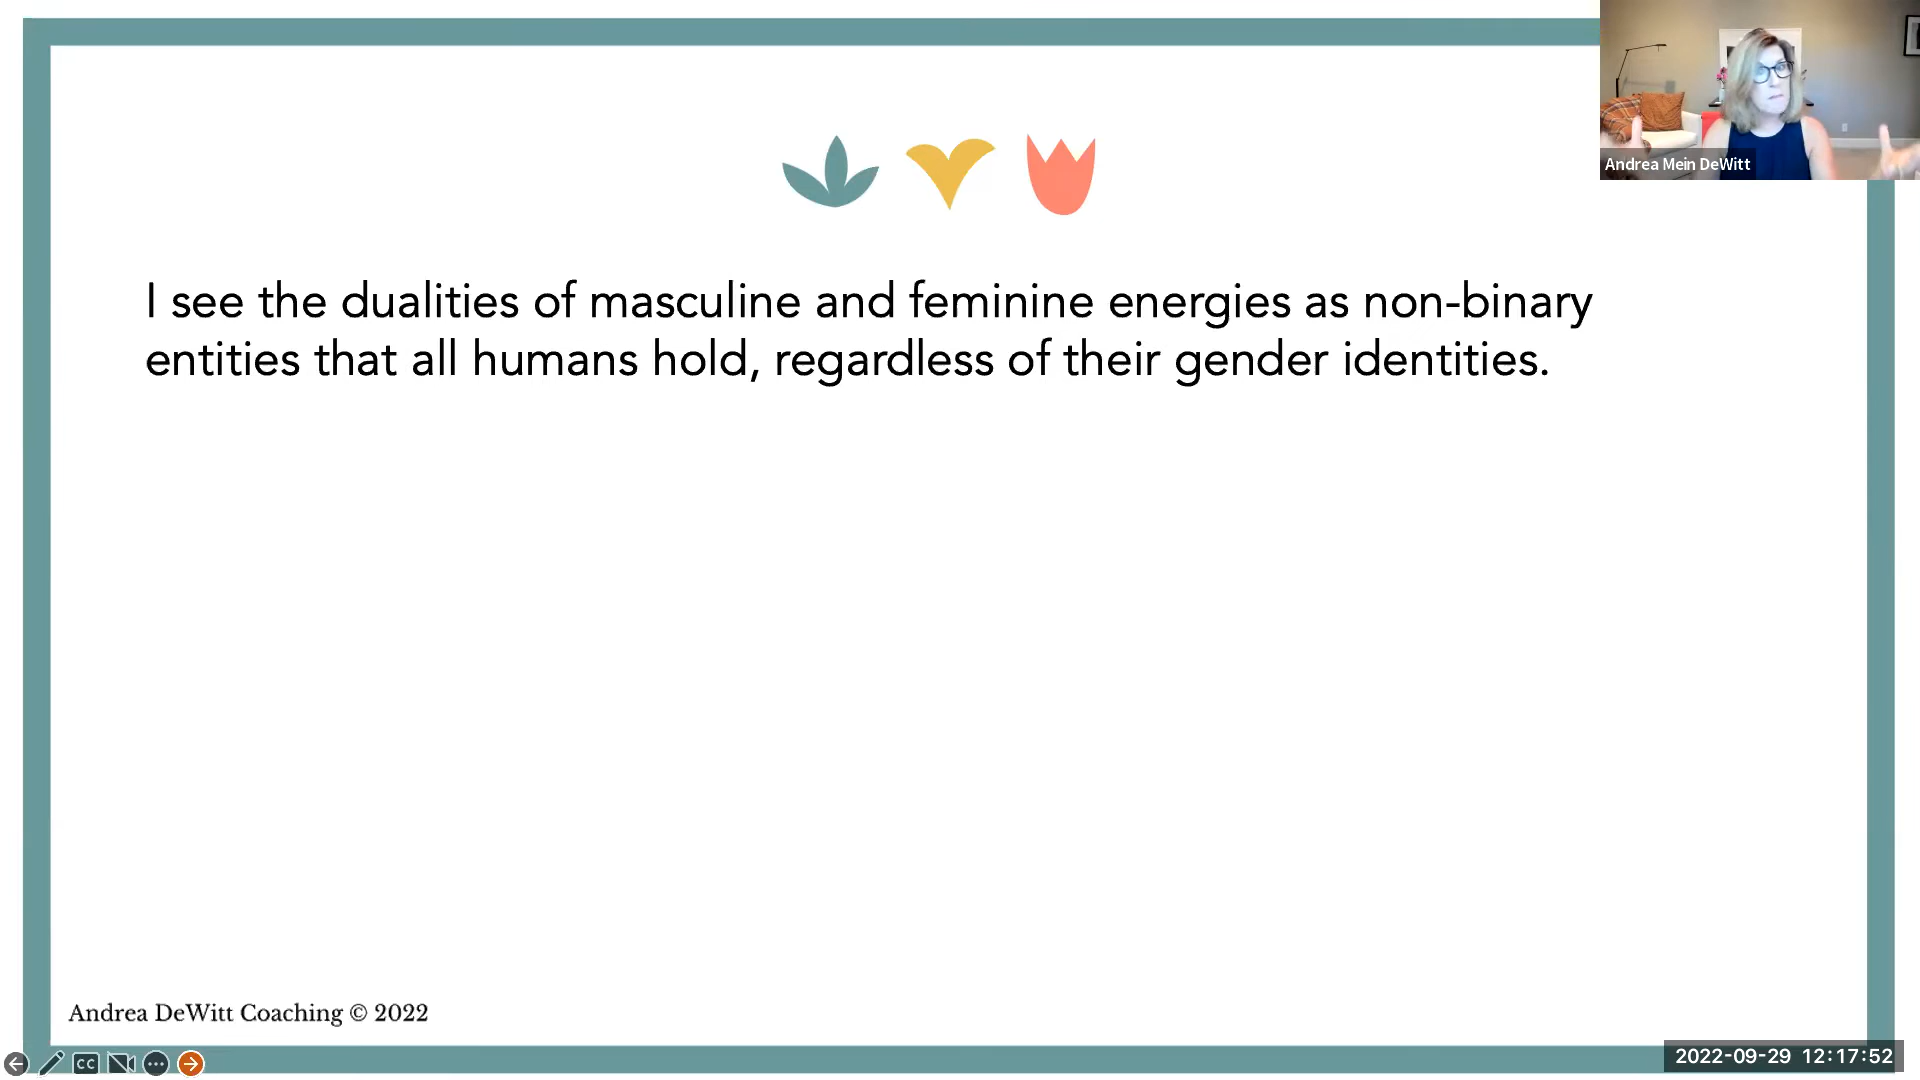 Andrea Mein DeWitt
I see the dualities of masculine and feminine energies as non-binary
entities that all humans hold, regardless of their gender identities.
Andrea DeWitt Coaching © 2022
CC
2022-09-29 12:17:52